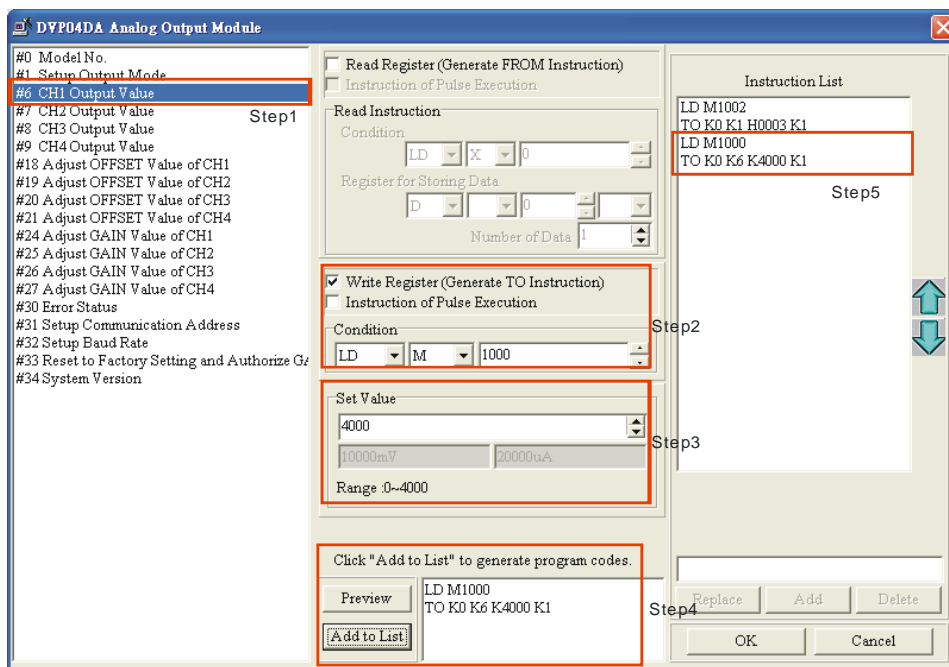 DVP04DA Analog Output Module
#0 Model No.
#1 Setup Output Mode
#6 CH1 Output Value
#7 CH2 Output Value
#8 CH3 Output Value
#9 CH4 Output Value
#18 Adjust OFFSET Value of CH1
#19 Adjust OFFSET Value of CH2
#20 Adjust OFFSET Value of CH3
#21 Adjust OFFSET Value of CH4
#24 Adjust GAIN Value of CH1
#25 Adjust GAIN Value of CH2
#26 Adjust GAIN Value of CH3
#27 Adjust GAIN Value of CH4
#30 Error Status
#31 Setup Communication Address
#32 Setup Baud Rate
#33 Reset to Factory Setting and Authorize GA
#34 System Version
Step1
Read Register (Generate FROM Instruction)
Instruction of Pulse Execution
Read Instruction
Condition
LD X 0
Register for Storing Data
D 0
Number of Data 1
Write Register (Generate TO Instruction)
Instruction of Pulse Execution
Condition
LD M 1000
Step2
Set Value
4000
10000mV 20000uA
Range :0~4000
Step3
Click "Add to List" to generate program codes.
Preview
Add to List
LD M1000
TO K0 K6 K4000 K1
Step4
Instruction List
LD M1002
TO K0 K1 H0003 K1
LD M1000
TO K0 K6 K4000 K1
Step5
Replace Add Delete
OK Cancel